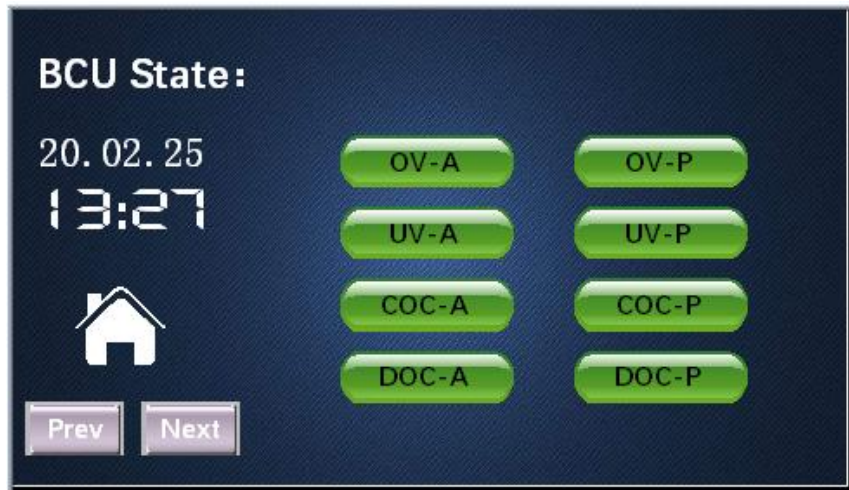 BCU State:
20.02.25
13:27
OV-A OV-P
UV-A UV-P
COC-A COC-P
DOC-A DOC-P
Prev Next